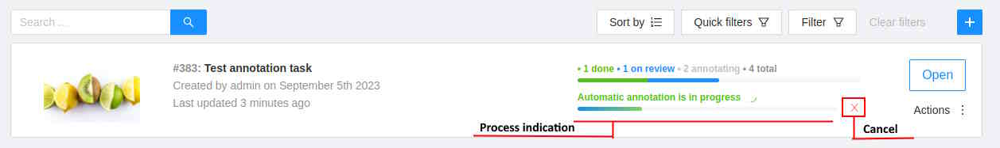 Search ...
Sort by
Quick filters
Filter
Clear filters
#383: Test annotation task
Created by admin on September 5th 2023
Last updated 3 minutes ago
• 1 done • 1 on review • 2 annotating • 4 total
Automatic annotation is in progress
Open
Actions
Process indication
Cancel